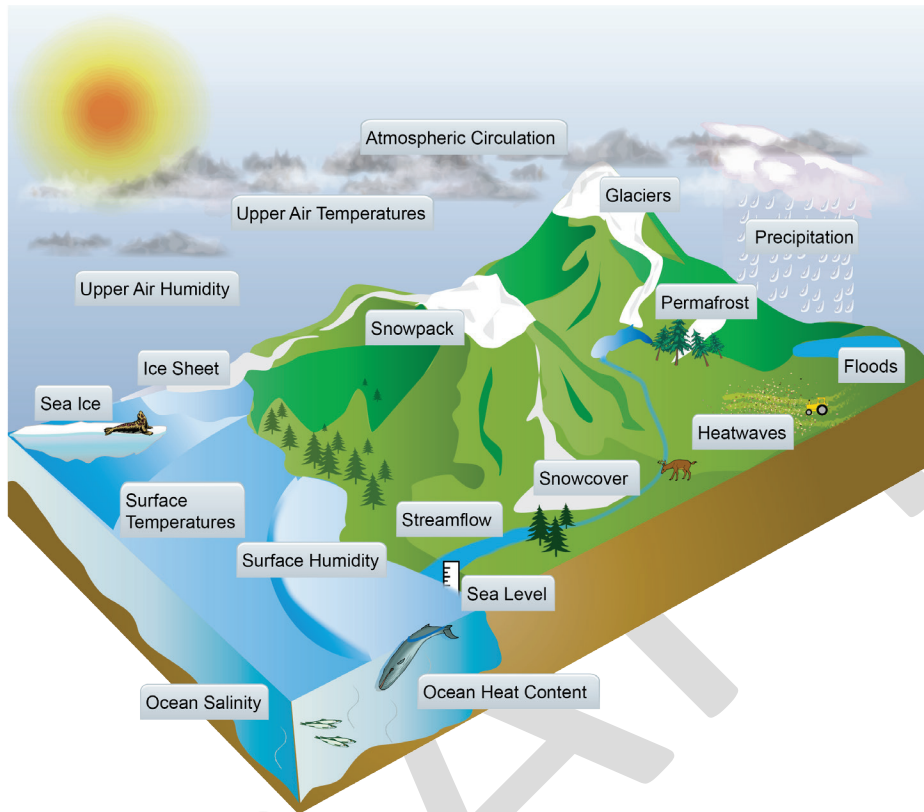 Atmospheric Circulation
Glaciers
Upper Air Temperatures
Precipitation
Upper Air Humidity
Permafrost
Snowpack
Ice Sheet
Floods
Sea Ice
Heatwaves
Snowcover
Surface
Temperatures
Streamflow
Surface Humidity
Sea Level
Ocean Salinity
Ocean Heat Content